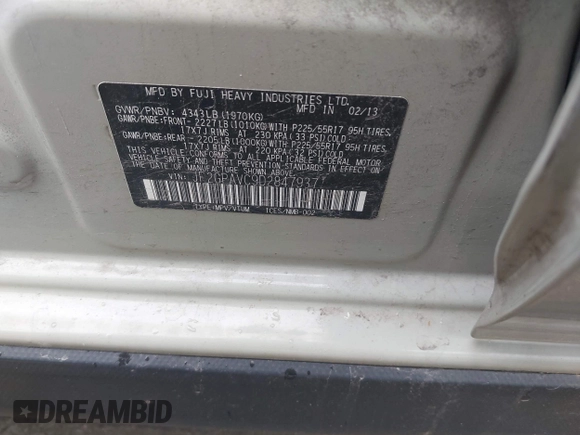 MFD BY FUJI HEAVY INDUSTRIES LTD.
GVWR/PNBV: 4343LB(1970KG) MFD IN 02/13
GAWR/PNBE:FRONT- 2227LB(1010KG)WITH P225/55R17 95H TIRES,
17X7J RIMS AT 230 KPA(33 PSI)COLD
GAWR/PNBE:REAR- 2205LB(1000KG)WITH P225/55R17 95H TIRES,
17X7J RIMS AT 220 KPA(32 PSI)COLD
THIS VEHICLE CONFORMS TO ALL APPLICABLE
FEDERAL MOTOR VEHICLE SAFETY STANDARDS IN EFFECT ON THE
DATE OF MANUFACTURE SHOWN ABOVE.
VIN:
TYPE/MPV/VTUM TCES/NMB-002
DREAMBID